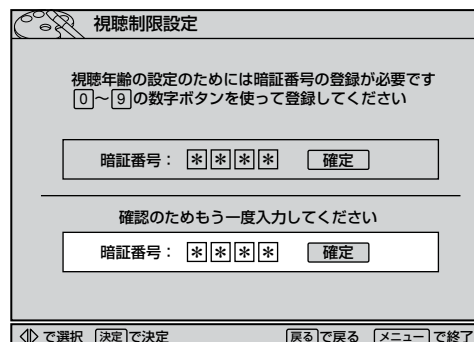 視聴制限設定
視聴年齢の設定のためには暗証番号の登録が必要です
0～9の数字ボタンを使って登録してください
暗証番号： ＊＊＊＊ 確定
確認のためもう一度入力してください
暗証番号： ＊＊＊＊ 確定
で選択 決定で決定 戻るで戻る メニューで終了